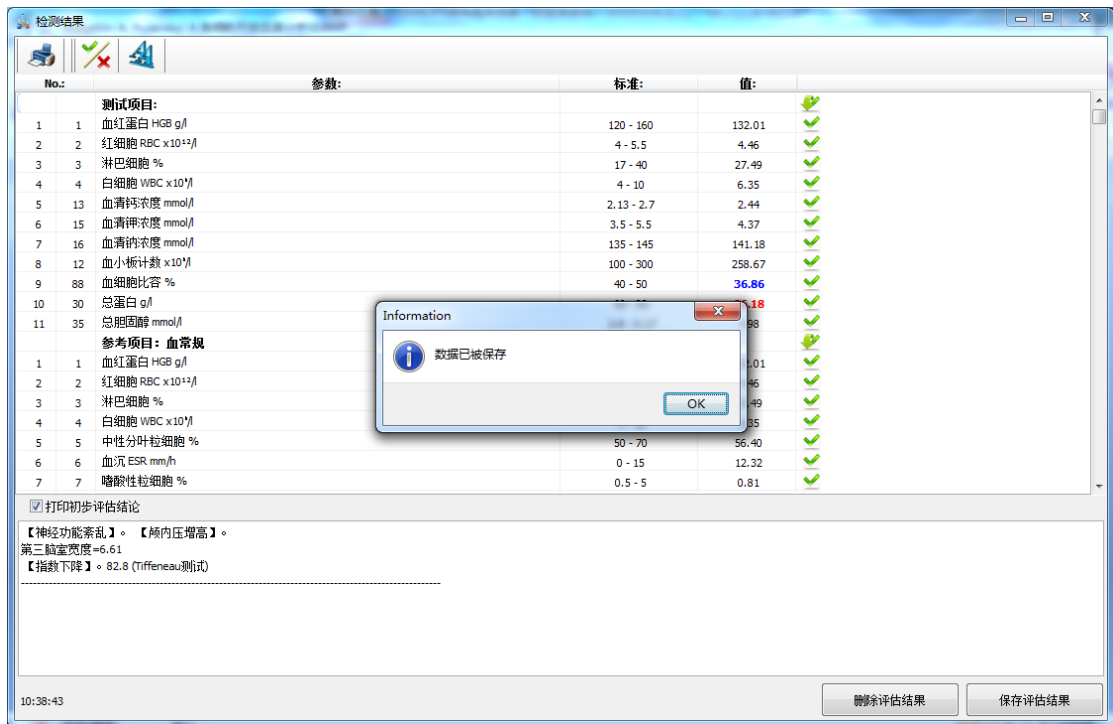 检测结果
No.: 参数: 标准: 值:
测试项目:
1 1 血红蛋白 HGB g/l 120 - 160 132.01
2 2 红细胞 RBC x10¹²/l 4 - 5.5 4.46
3 3 淋巴细胞 % 17 - 40 27.49
4 4 白细胞 WBC x10⁹/l 4 - 10 6.35
5 13 血清钙浓度 mmol/l 2.13 - 2.7 2.44
6 15 血清钾浓度 mmol/l 3.5 - 5.5 4.37
7 16 血清钠浓度 mmol/l 135 - 145 141.18
8 12 血小板计数 x10⁹/l 100 - 300 258.67
9 88 血细胞比容 % 40 - 50 36.86
10 30 总蛋白 g/l .18
11 35 总胆固醇 mmol/l 98
参考项目：血常规
1 1 血红蛋白 HGB g/l .01
2 2 红细胞 RBC x10¹²/l 46
3 3 淋巴细胞 % .49
4 4 白细胞 WBC x10⁹/l 35
5 5 中性分叶粒细胞 % 50 - 70 56.40
6 6 血沉 ESR mm/h 0 - 15 12.32
7 7 嗜酸性粒细胞 % 0.5 - 5 0.81
Information
数据已被保存
OK
打印初步评估结论
【神经功能紊乱】。 【颅内压增高】。
第三脑室宽度=6.61
【指数下降】。82.8 (Tiffeneau测试)
10:38:43 删除评估结果 保存评估结果